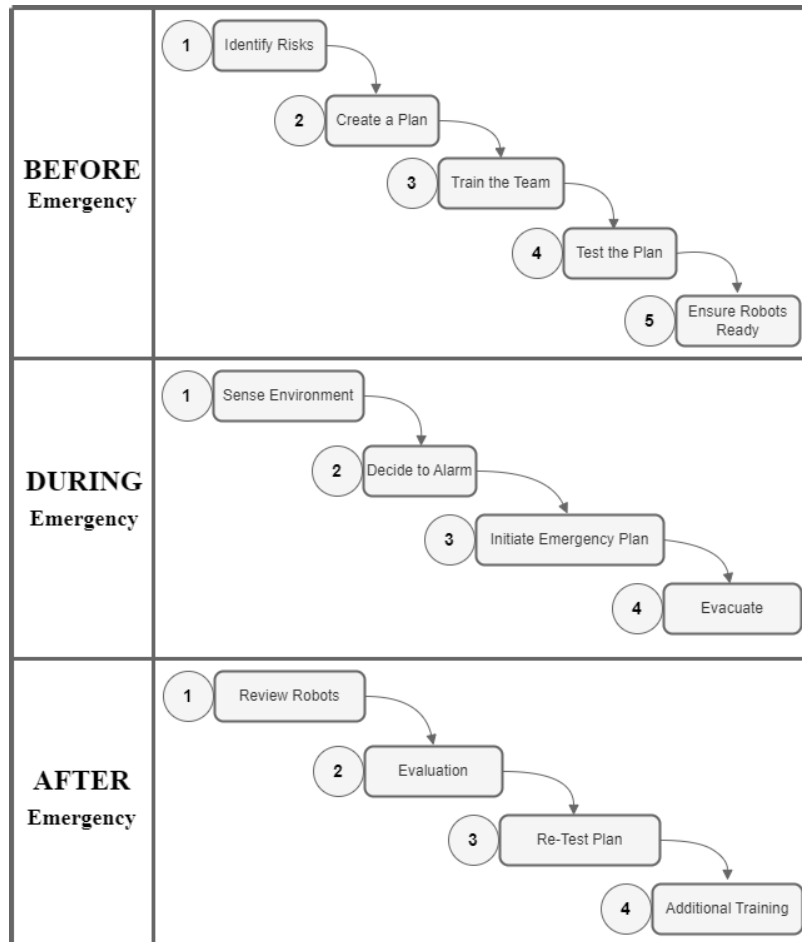 BEFORE
Emergency
1
Identify Risks
2
Create a Plan
3
Train the Team
4
Test the Plan
5
Ensure Robots
Ready
DURING
Emergency
1
Sense Environment
2
Decide to Alarm
3
Initiate Emergency Plan
4
Evacuate
AFTER
Emergency
1
Review Robots
2
Evaluation
3
Re-Test Plan
4
Additional Training